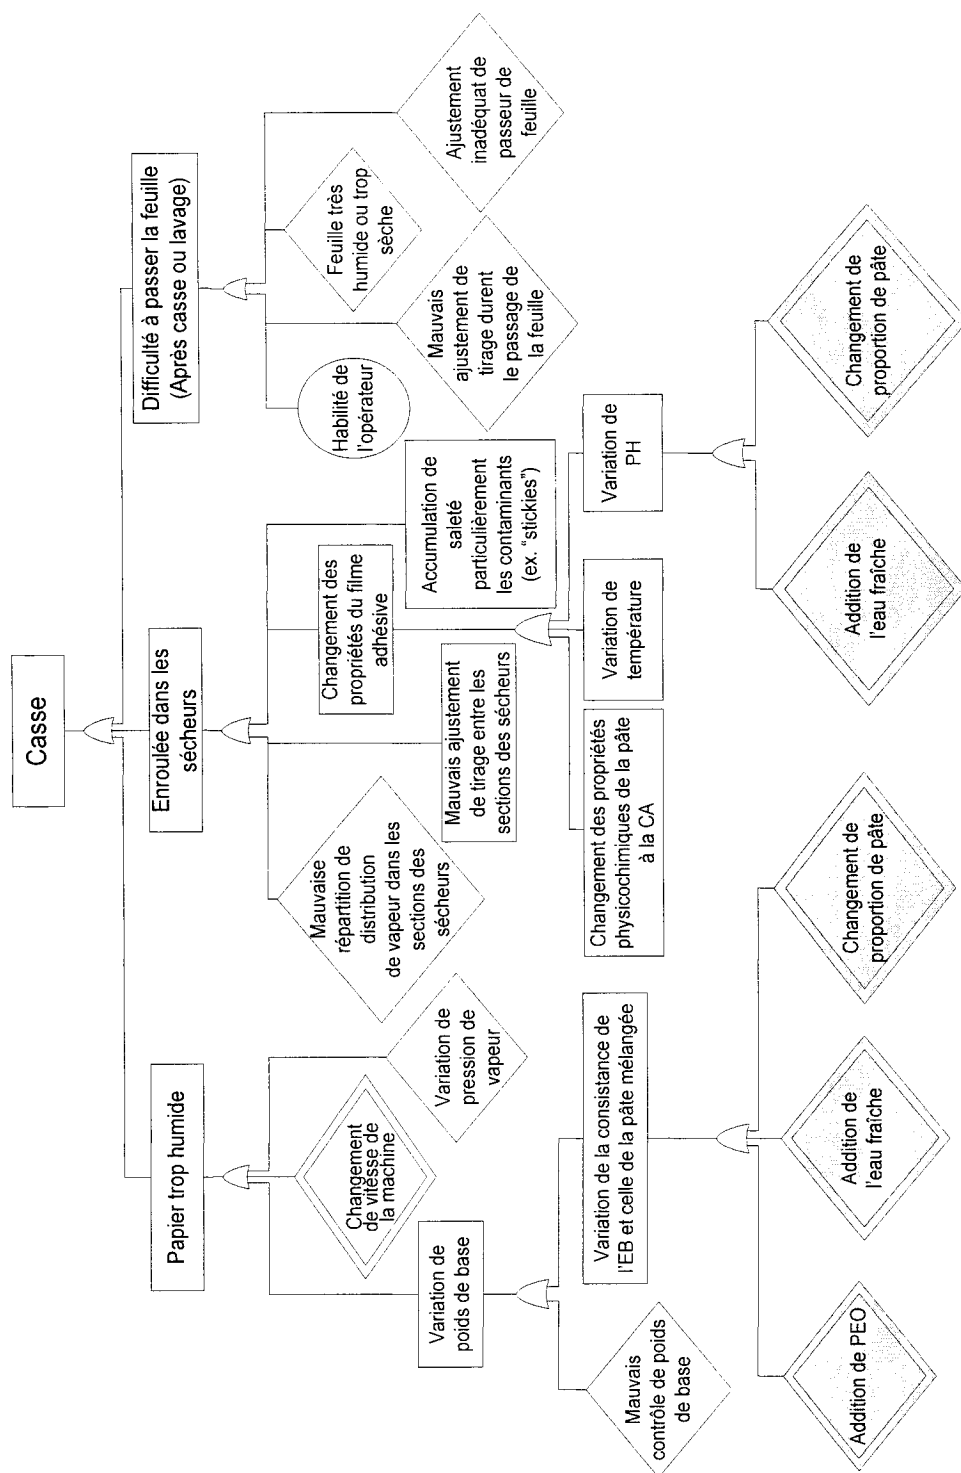 Casse
Papier trop humide
Enroulée dans les
sécheurs
Difficulté à passer la feuille
(Après casse ou lavage)
Variation de
poids de base
Changement
de vitesse de
la machine
Variation de
pression de
vapeur
Mauvaise
répartition de
distribution
de vapeur dans les
sections des
sécheurs
Mauvais ajustement
de tirage entre les
sections des sécheurs
Changement des
propriétés du filme
adhésive
Accumulation de
saleté
particulièrement
les contaminants
(ex. “stickies”)
Habilité de
l'opérateur
Mauvais
ajustement de
tirage durent
le passage de
la feuille
Feuille très
humide ou trop
sèche
Ajustement
inadéquat de
passeur de
feuille
Mauvais
contrôle de poids
de base
Variation de la consistance de
l'EB et celle de la pâte mélangée
Changement des propriétés
physicochimiques de la pâte
à la CA
Variation de
température
Variation de
PH
Addition de PEO
Addition de
l'eau fraîche
Changement de
proportion de pâte
Addition de
l'eau fraîche
Changement de
proportion de pâte